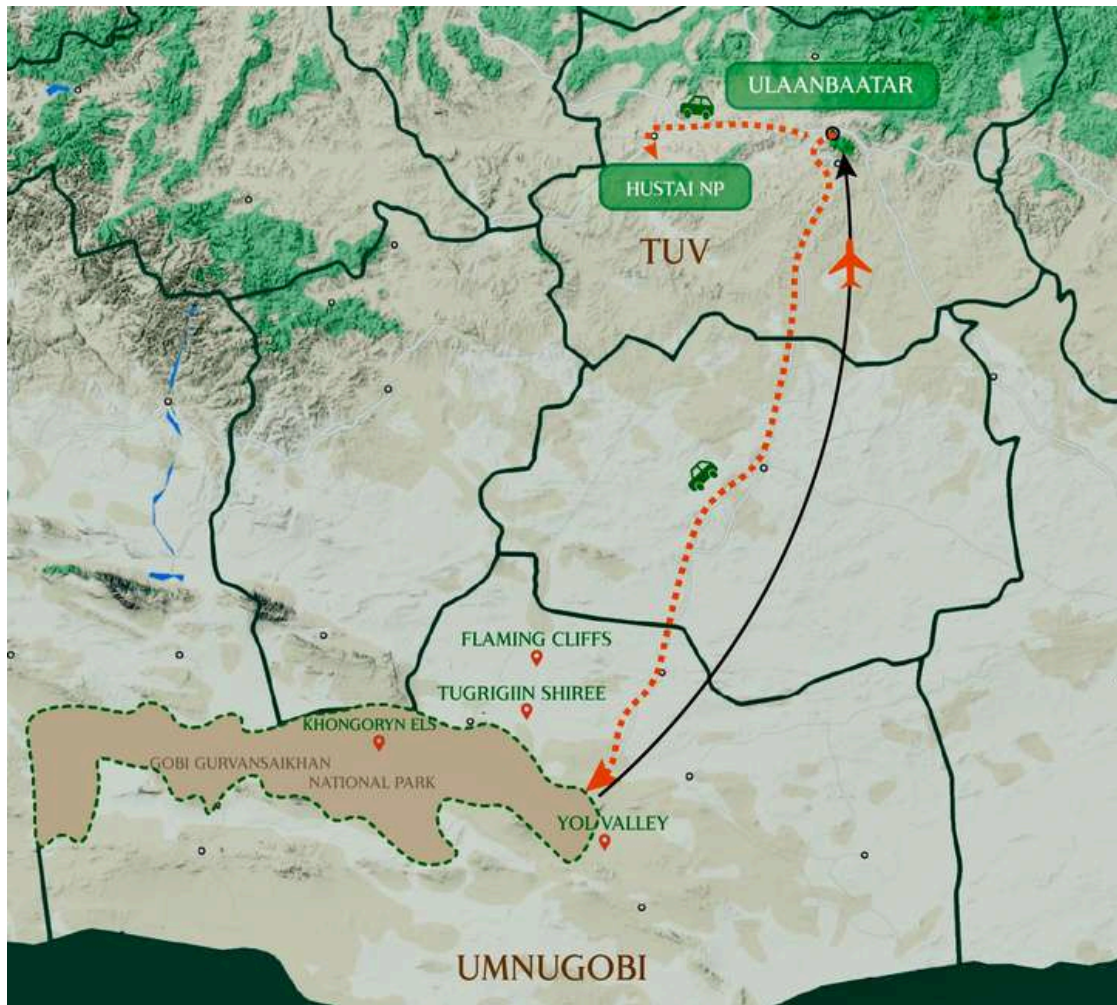 ULAANBAATAR
HUSTAI NP
TUV
FLAMING CLIFFS
TUGRIGIIN SHIREE
KHONGORYN ELS
GOBI GURVANSAIKHAN
NATIONAL PARK
YOL VALLEY
UMNUGOBI